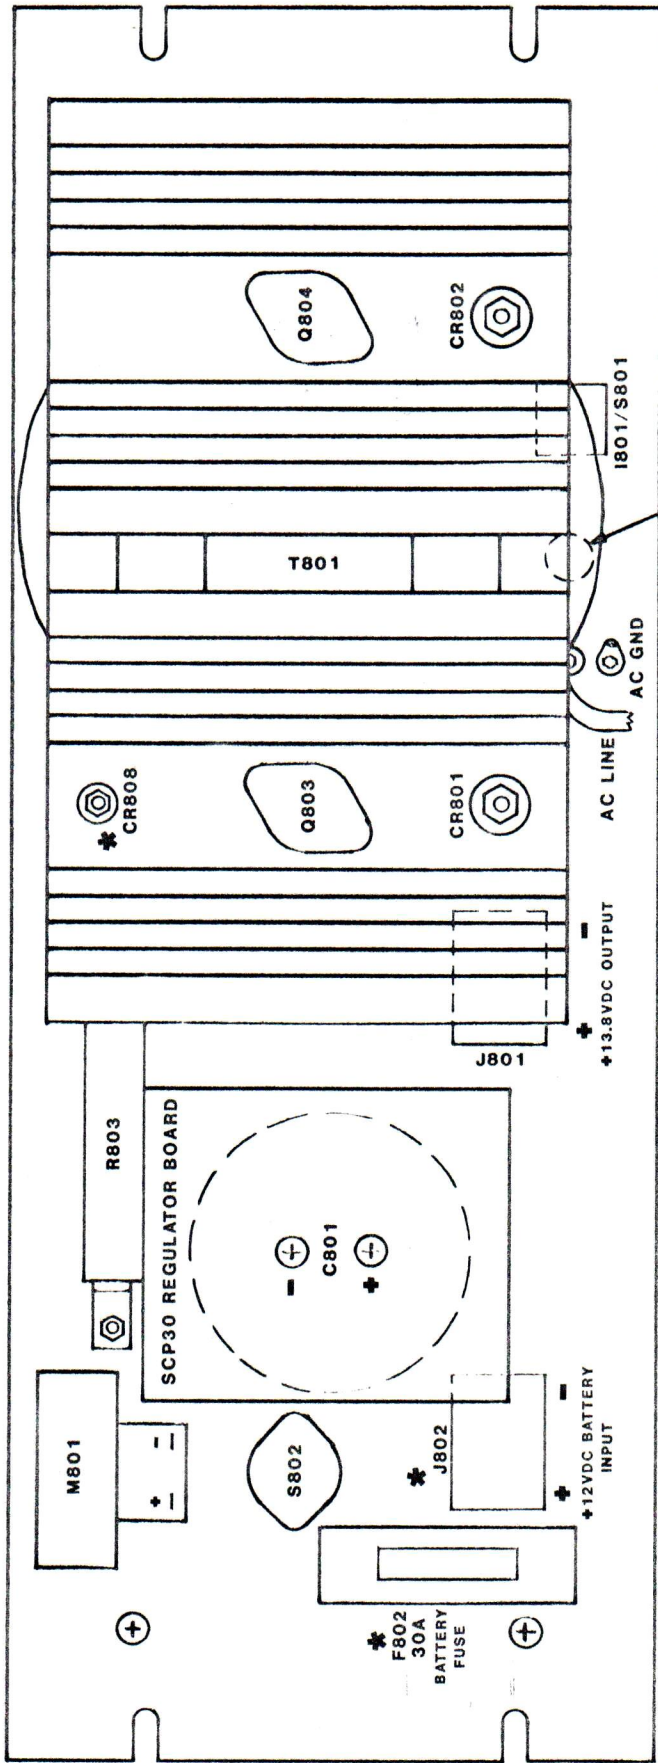 M801
+ -
S802
* F802
30A
BATTERY
FUSE
* J802
+ -
+12VDC BATTERY
INPUT
R803
SCP30 REGULATOR BOARD
-
C801
+
J801
+ -
+13.8VDC OUTPUT
* CR808
Q803
CR801
AC LINE
AC GND
T801
Q804
CR802
I801/S801